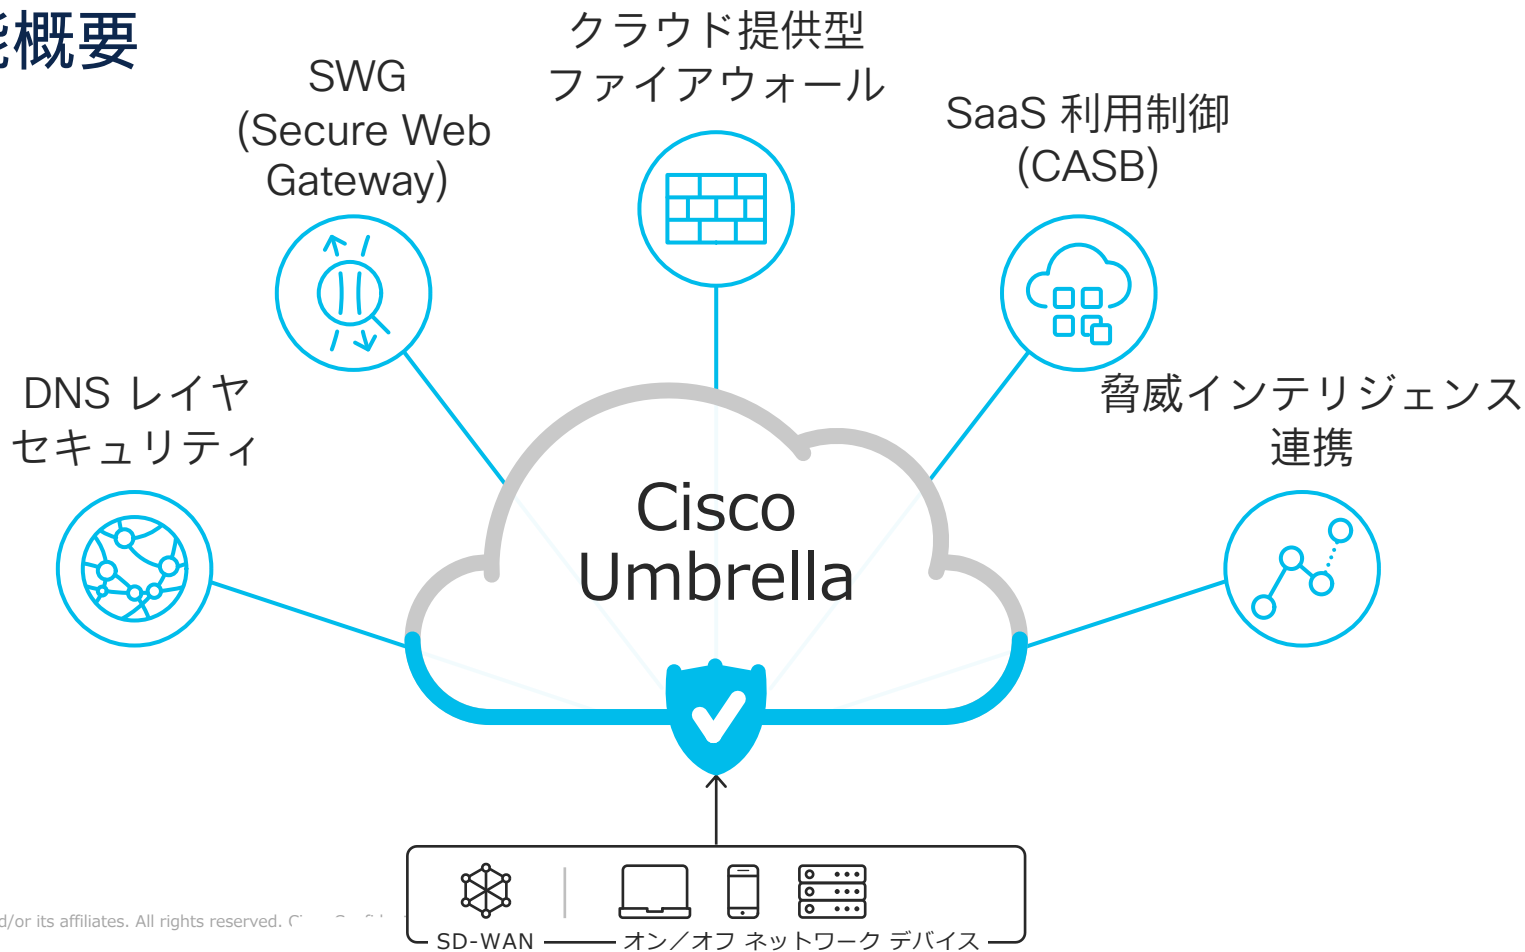 概要
SWG
(Secure Web
Gateway)
クラウド提供型
ファイアウォール
SaaS 利用制御
(CASB)
DNS レイヤ
セキュリティ
脅威インテリジェンス
連携
Cisco
Umbrella
SD-WAN
オン／オフ ネットワーク デバイス
/or its affiliates. All rights reserved.